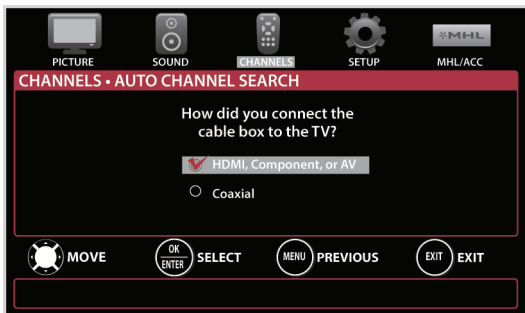 MHL
PICTURE SOUND CHANNELS SETUP MHL/ACC
CHANNELS • AUTO CHANNEL SEARCH
How did you connect the
cable box to the TV?
HDMI, Component, or AV
Coaxial
MOVE OK ENTER SELECT MENU PREVIOUS EXIT EXIT